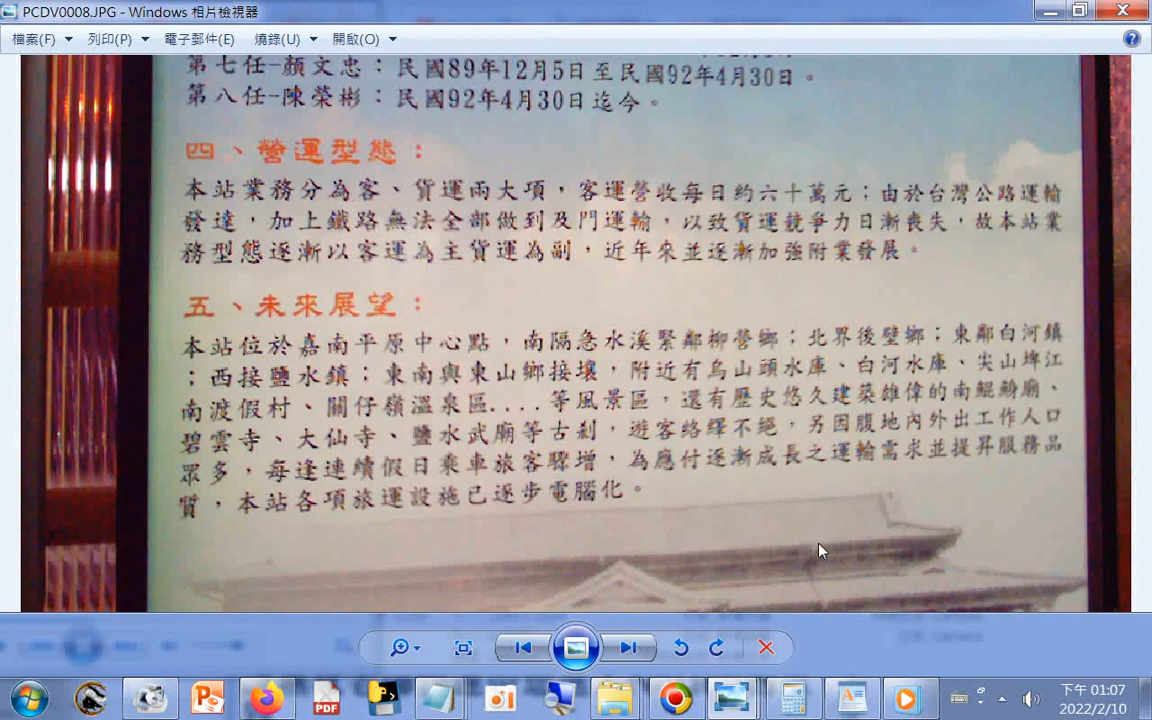 PCDV0008.JPG - Windows 相片檢視器
檔案(F) 列印(P) 電子郵件(E) 燒錄(U) 開啟(O)
第七任-顏文忠：民國89年12月5日至民國92年4月30日。
第八任-陳榮彬：民國92年4月30日迄今。
四、營運型態：
本站業務分為客、貨運兩大項，客運營收每日約六十萬元；由於台灣公路運輸
發達，加上鐵路無法全部做到及門運輸，以致貨運競爭力日漸喪失，故本站業
務型態逐漸以客運為主貨運為副，近年來並逐漸加強附業發展。
五、未來展望：
本站位於嘉南平原中心點，南隔急水溪緊鄰柳營鄉；北界後壁鄉；東鄰白河鎮
；西接鹽水鎮；東南與東山鄉接壤，附近有烏山頭水庫、白河水庫、尖山埤江
南渡假村、關仔嶺溫泉區....等風景區，還有歷史悠久建築雄偉的南鯤鯓廟、
碧雲寺、大仙寺、鹽水武廟等古剎，遊客絡繹不絕，另因腹地內外出工作人口
眾多，每逢連續假日乘車旅客驟增，為應付逐漸成長之運輸需求並提昇服務品
質，本站各項旅運設施已逐步電腦化。
PDF
下午 01:07
2022/2/10